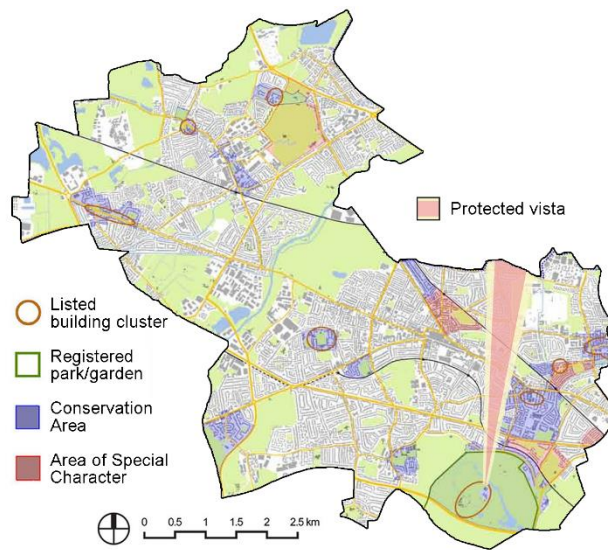 Protected vista
Listed
building cluster
Registered
park/garden
Conservation
Area
Area of Special
Character
0 0.5 1 1.5 2 2.5 km